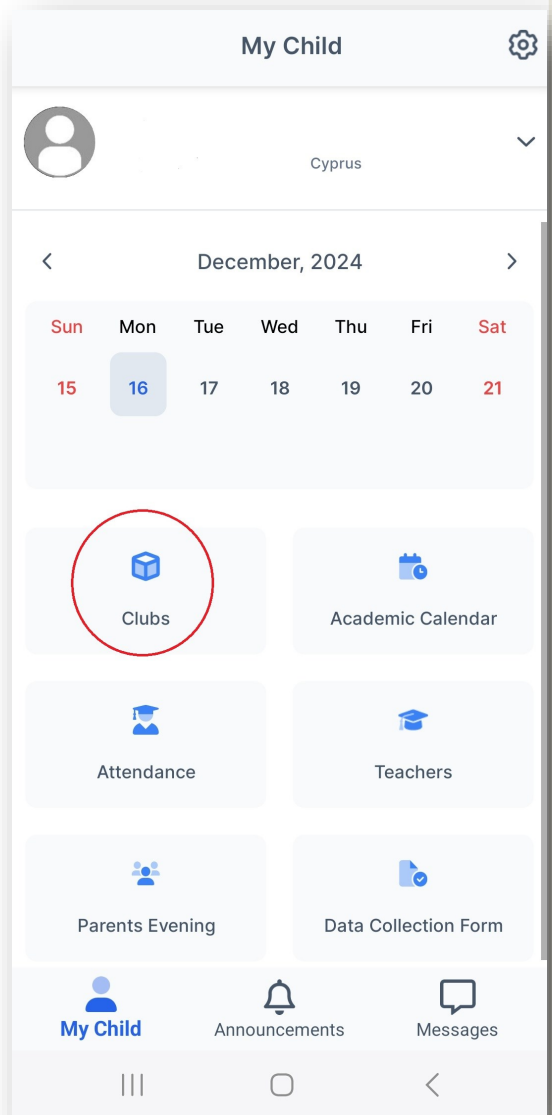 My Child
Cyprus
December, 2024
Sun Mon Tue Wed Thu Fri Sat
15 16 17 18 19 20 21
Clubs
Academic Calendar
Attendance
Teachers
Parents Evening
Data Collection Form
My Child
Announcements
Messages